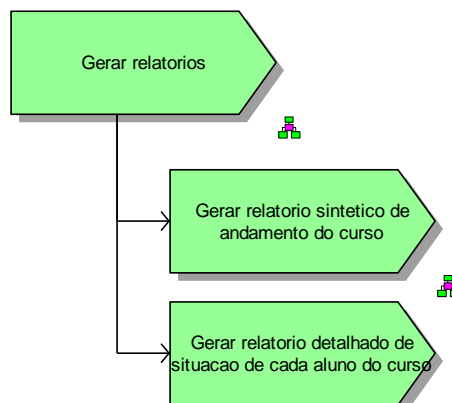 Gerar relatorios
Gerar relatorio sintetico de
andamento do curso
Gerar relatorio detalhado de
situacao de cada aluno do curso